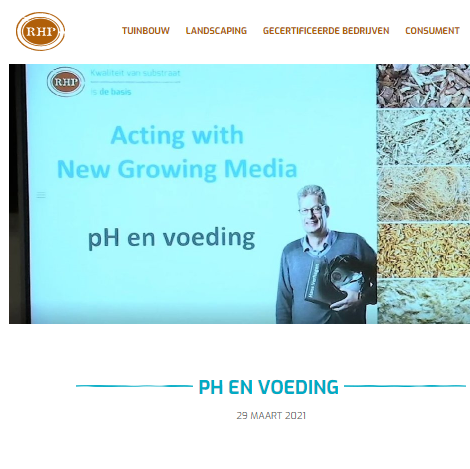 RHP
TUINBOUW LANDSCAPING GECERTIFICEERDE BEDRIJVEN CONSUMENT
RHP
Kwaliteit van substraat
is de basis
Acting with
New Growing Media
pH en voeding
PH EN VOEDING
29 MAART 2021